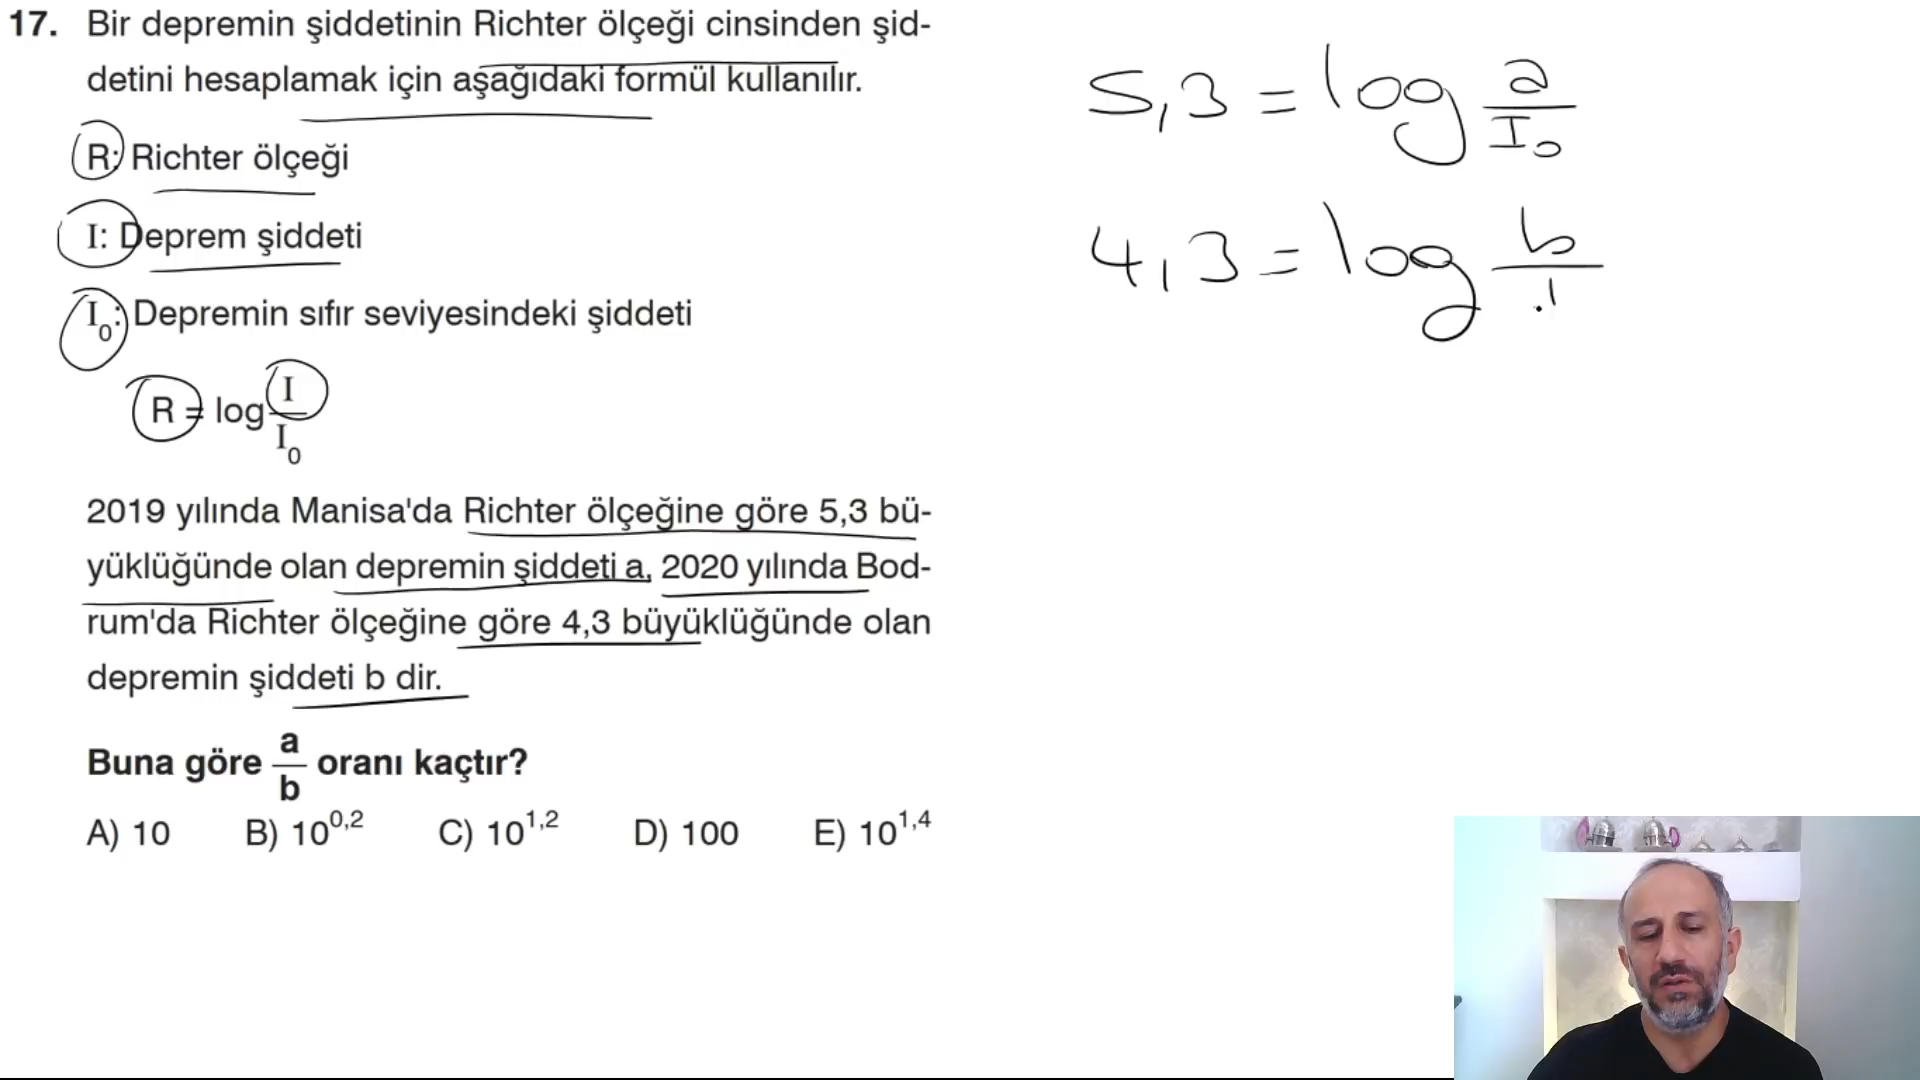 17. Bir depremin şiddetinin Richter ölçeği cinsinden şid-
detini hesaplamak için aşağıdaki formül kullanılır.
R: Richter ölçeği
I: Deprem şiddeti
I₀: Depremin sıfır seviyesindeki şiddeti
R = log I/I₀
2019 yılında Manisa'da Richter ölçeğine göre 5,3 bü-
yüklüğünde olan depremin şiddeti a, 2020 yılında Bod-
rum'da Richter ölçeğine göre 4,3 büyüklüğünde olan
depremin şiddeti b dir.
Buna göre a/b oranı kaçtır?
A) 10 B) 10^0,2 C) 10^1,2 D) 100 E) 10^1,4
5,3 = log a/I₀
4,3 = log b/